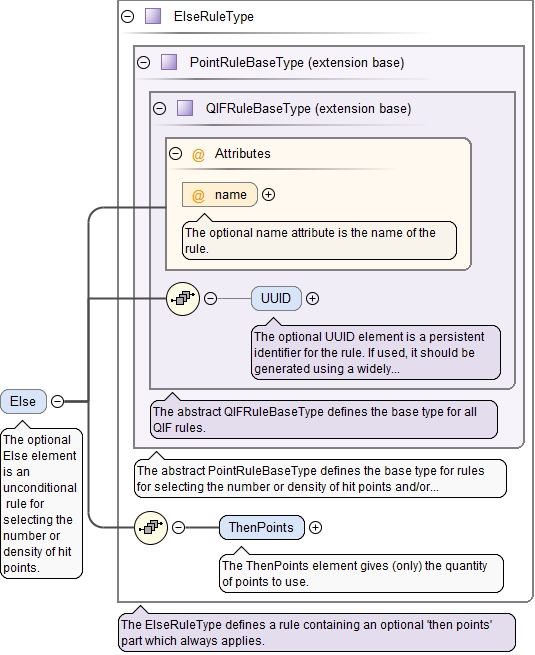 ElseRuleType
PointRuleBaseType (extension base)
QIFRuleBaseType (extension base)
@ Attributes
@ name
The optional name attribute is the name of the
rule.
UUID
The optional UUID element is a persistent
identifier for the rule. If used, it should be
generated using a widely...
The abstract QIFRuleBaseType defines the base type for all
QIF rules.
The abstract PointRuleBaseType defines the base type for rules
for selecting the number or density of hit points and/or...
Else
The optional
Else element
is an
unconditional
rule for
selecting the
number or
density of hit
points.
ThenPoints
The ThenPoints element gives (only) the quantity
of points to use.
The ElseRuleType defines a rule containing an optional 'then points'
part which always applies.